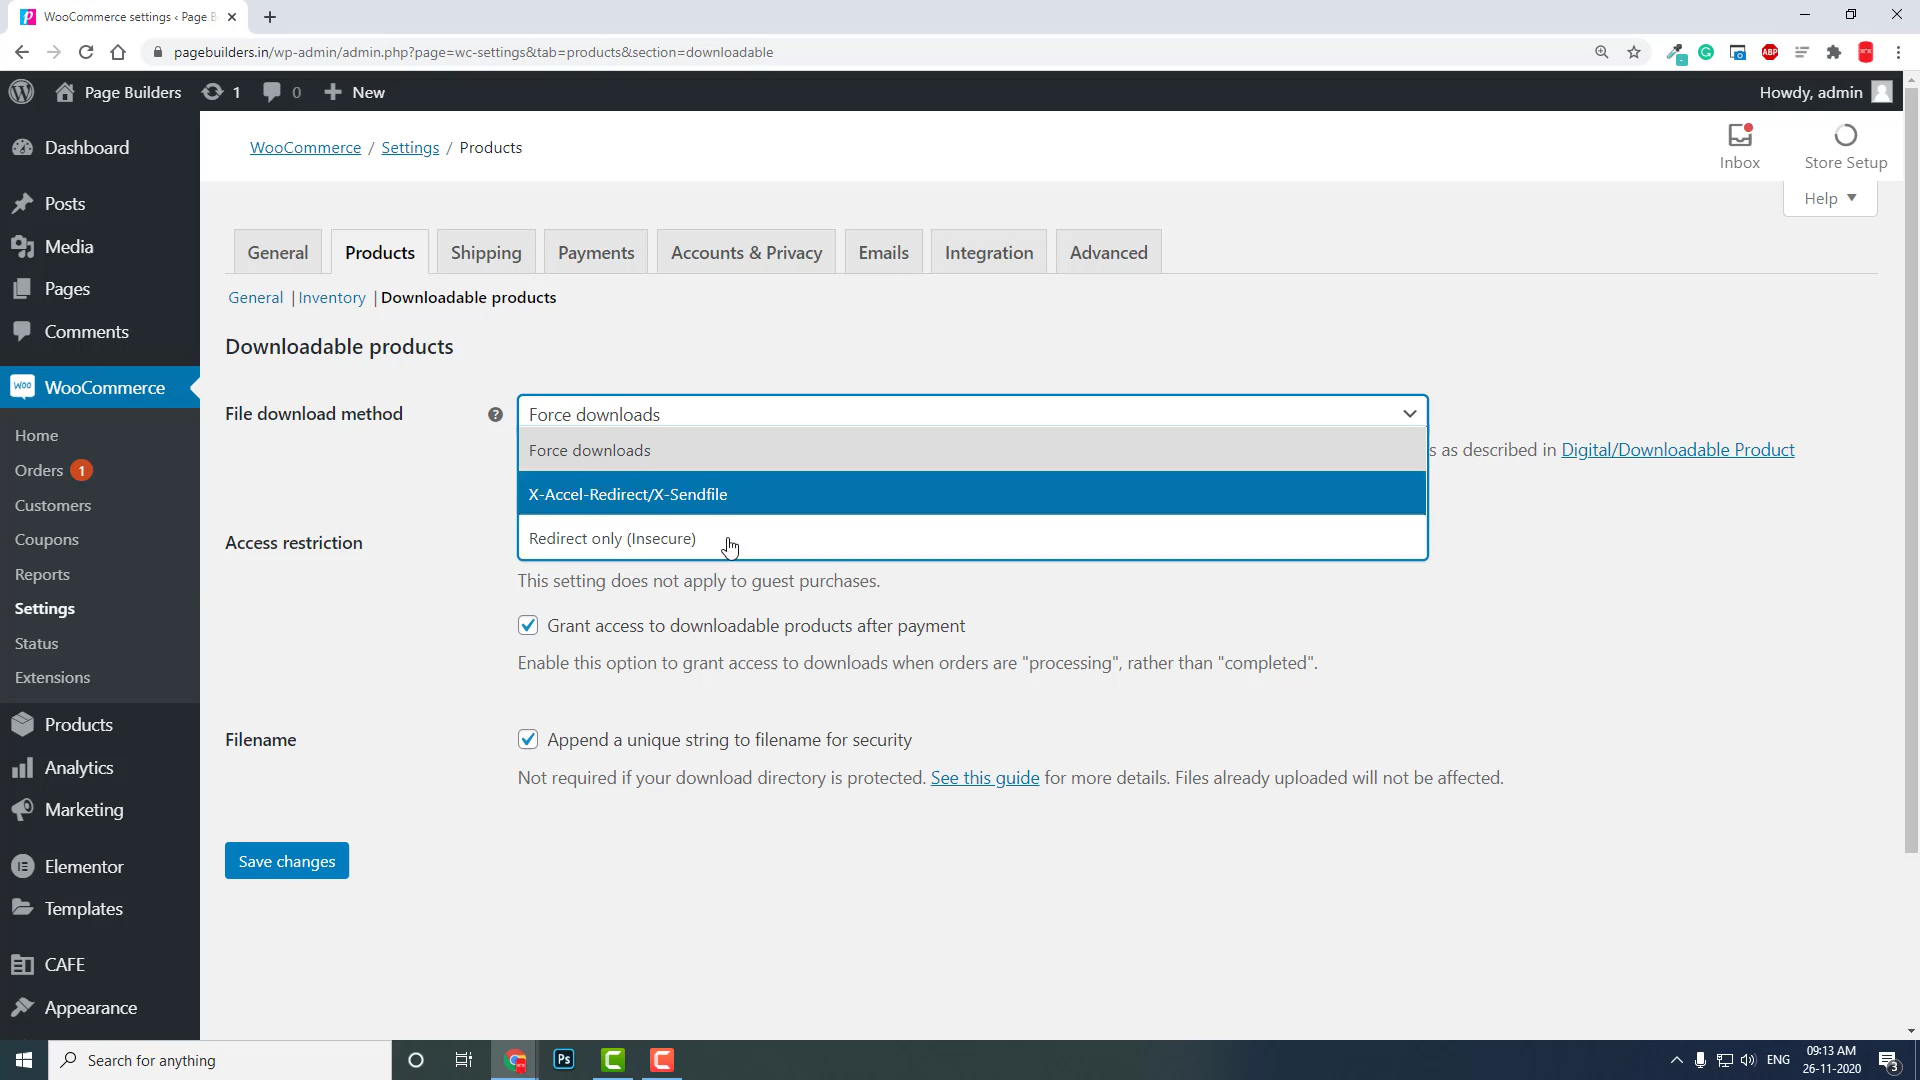 WooCommerce settings ‹ Page B
pagebuilders.in/wp-admin/admin.php?page=wc-settings&tab=products&section=downloadable
ABP
Page Builders 1 0 New Howdy, admin
Dashboard
Posts
Media
Pages
Comments
WOO WooCommerce
Home
Orders 1
Customers
Coupons
Reports
Settings
Status
Extensions
Products
Analytics
Marketing
Elementor
Templates
CAFE
Appearance
WooCommerce / Settings / Products
Inbox
Store Setup
Help
General Products Shipping Payments Accounts & Privacy Emails Integration Advanced
General | Inventory | Downloadable products
Downloadable products
File download method ? Force downloads
Force downloads
s as described in Digital/Downloadable Product
X-Accel-Redirect/X-Sendfile
Redirect only (Insecure)
Access restriction
This setting does not apply to guest purchases.
Grant access to downloadable products after payment
Enable this option to grant access to downloads when orders are "processing", rather than "completed".
Filename
Append a unique string to filename for security
Not required if your download directory is protected. See this guide for more details. Files already uploaded will not be affected.
Save changes
Search for anything
Ps
ENG
09:13 AM
26-11-2020
3